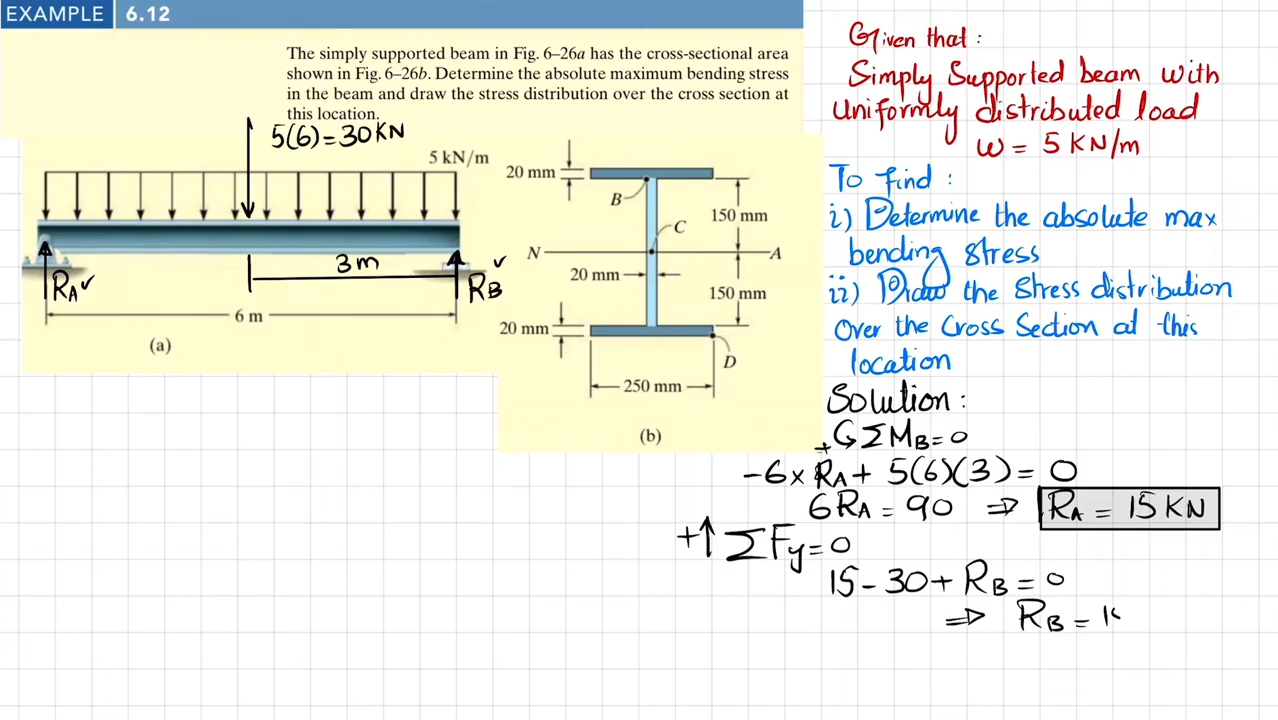 EXAMPLE 6.12
The simply supported beam in Fig. 6–26a has the cross-sectional area
shown in Fig. 6–26b. Determine the absolute maximum bending stress
in the beam and draw the stress distribution over the cross section at
this location.
5(6)=30KN
5 kN/m
3m
RA✓
RB✓
6 m
(a)
20 mm
B
150 mm
C
N
A
20 mm
150 mm
20 mm
D
250 mm
(b)
Given that:
Simply Supported beam with
Uniformly distributed load
w = 5 KN/m
To find:
i) Determine the absolute max
bending stress
ii) Draw the stress distribution
Over the Cross Section at this
location
Solution:
+↺ΣMB=0
-6×RA+ 5(6)(3)= 0
6RA= 90 ⇒ RA = 15KN
+↑ ΣFy=0
15-30+RB=0
⇒ RB=